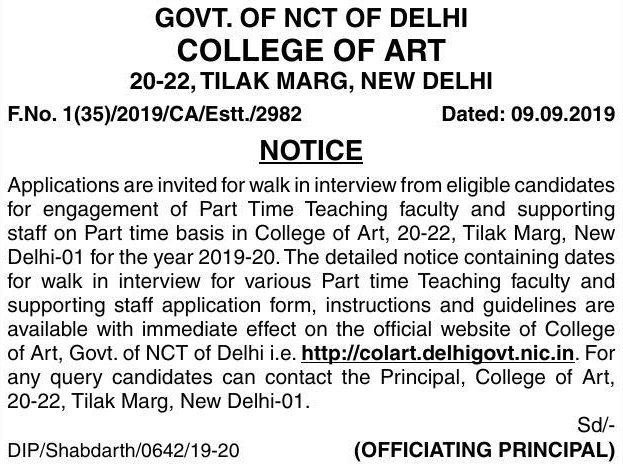 GOVT. OF NCT OF DELHI
COLLEGE OF ART
20-22, TILAK MARG, NEW DELHI
F.No. 1(35)/2019/CA/Estt./2982 Dated: 09.09.2019
NOTICE
Applications are invited for walk in interview from eligible candidates
for engagement of Part Time Teaching faculty and supporting
staff on Part time basis in College of Art, 20-22, Tilak Marg, New
Delhi-01 for the year 2019-20. The detailed notice containing dates
for walk in interview for various Part time Teaching faculty and
supporting staff application form, instructions and guidelines are
available with immediate effect on the official website of College
of Art, Govt. of NCT of Delhi i.e. http://colart.delhigovt.nic.in. For
any query candidates can contact the Principal, College of Art,
20-22, Tilak Marg, New Delhi-01.
Sd/-
DIP/Shabdarth/0642/19-20 (OFFICIATING PRINCIPAL)